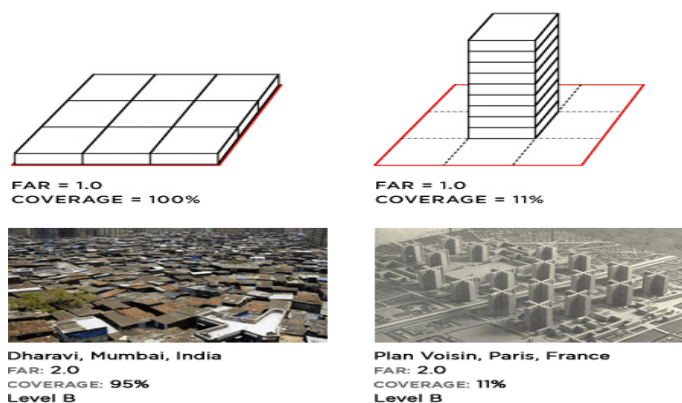 FAR = 1.0
COVERAGE = 100%
FAR = 1.0
COVERAGE = 11%
Dharavi, Mumbai, India
FAR: 2.0
COVERAGE: 95%
Level B
Plan Voisin, Paris, France
FAR: 2.0
COVERAGE: 11%
Level B